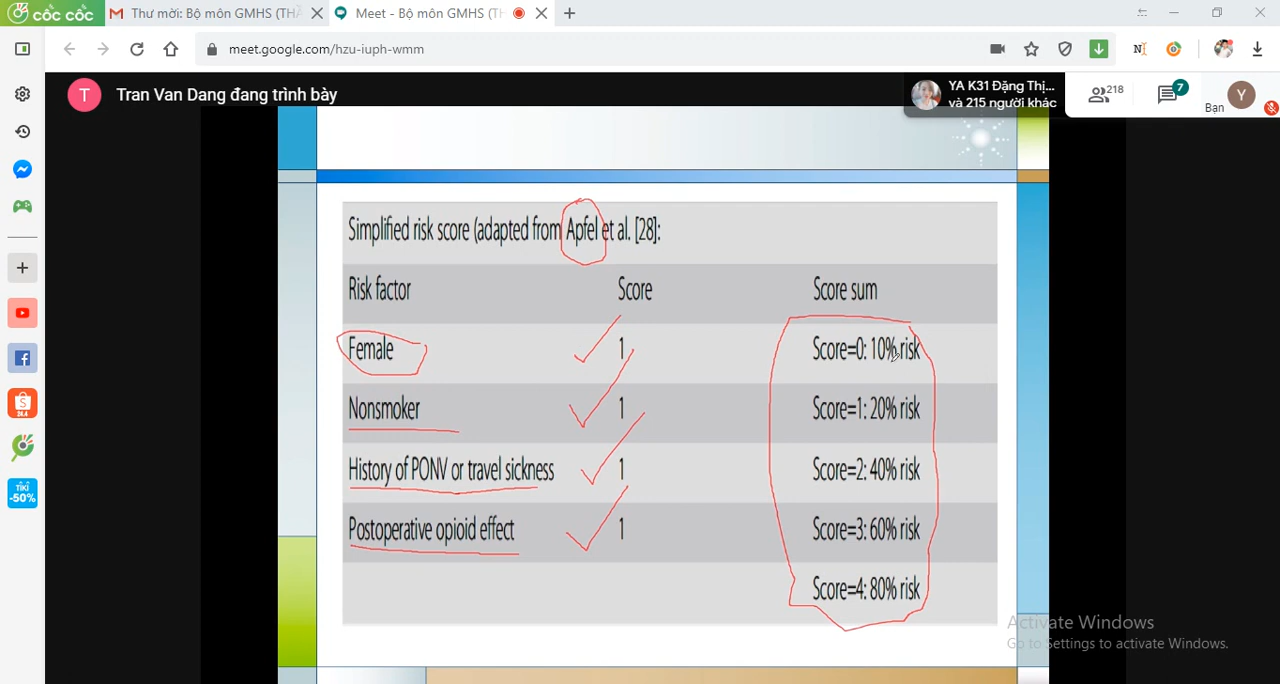 cốc cốc
Thư mời: Bộ môn GMHS (TH
Meet - Bộ môn GMHS (TH
meet.google.com/hzu-iuph-wmm
T
Tran Van Dang đang trình bày
YA K31 Đặng Thị...
và 215 người khác
218
7
Bạn
Y
Simplified risk score (adapted from Apfel et al. [28]:
Risk factor Score Score sum
Female 1 Score=0: 10% risk
Nonsmoker 1 Score=1: 20% risk
History of PONV or travel sickness 1 Score=2: 40% risk
Postoperative opioid effect 1 Score=3: 60% risk
Score=4: 80% risk
TIKI
-50%
Activate Windows
Go to Settings to activate Windows.